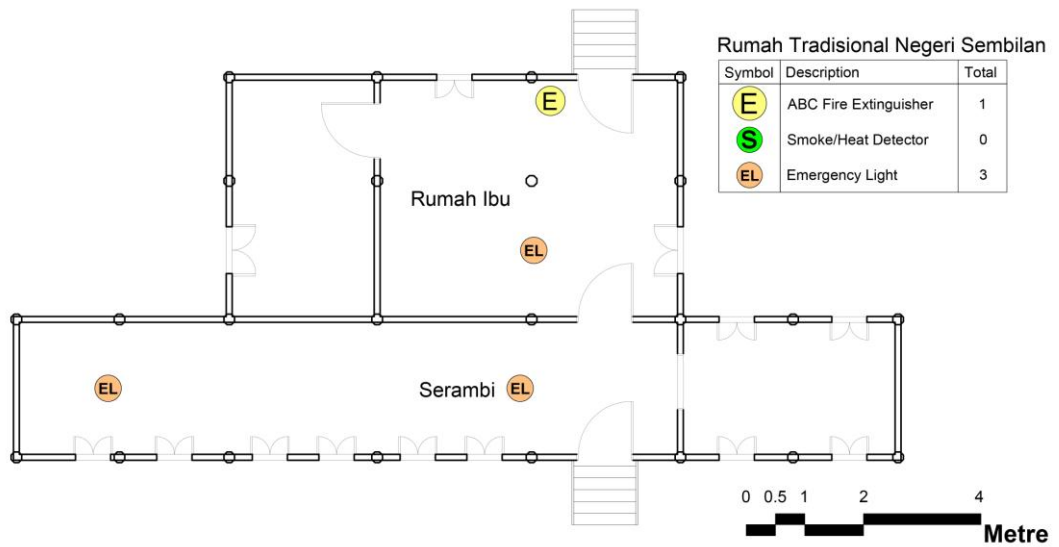 Rumah Tradisional Negeri Sembilan
Symbol Description Total
E ABC Fire Extinguisher 1
S Smoke/Heat Detector 0
EL Emergency Light 3
E
Rumah Ibu
EL
EL
Serambi EL
0 0.5 1 2 4
Metre